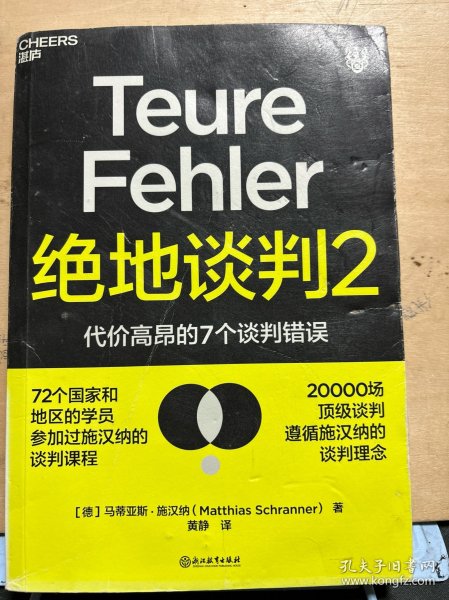 CHEERS
湛庐
Teure
Fehler
绝地谈判2
代价高昂的7个谈判错误
72个国家和
地区的学员
参加过施汉纳的
谈判课程
20000场
顶级谈判
遵循施汉纳的
谈判理念
[德] 马蒂亚斯·施汉纳(Matthias Schranner) 著
黄静 译
浙江教育出版社
孔夫子旧书网
https://book.kongfz.com